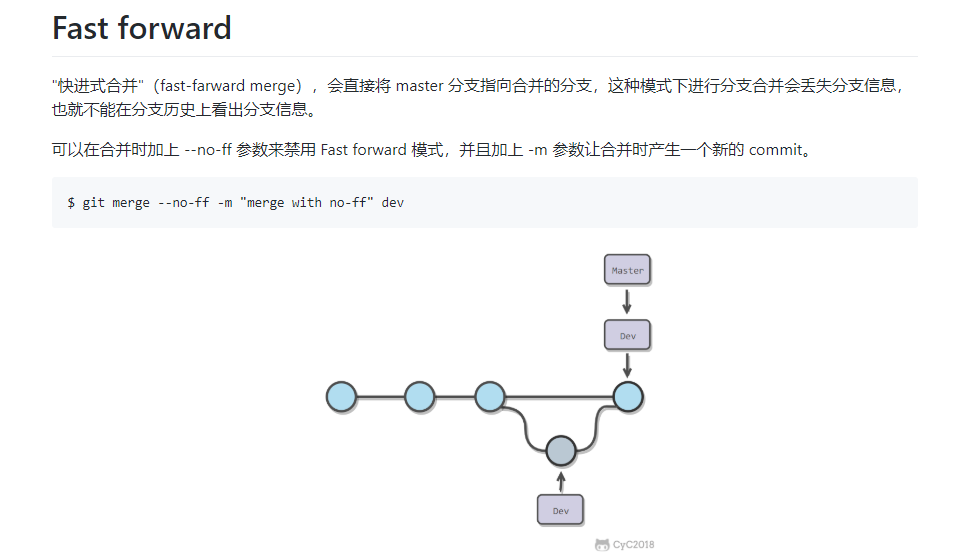 Fast forward
"快进式合并"（fast-farward merge），会直接将 master 分支指向合并的分支，这种模式下进行分支合并会丢失分支信息，
也就不能在分支历史上看出分支信息。
可以在合并时加上 --no-ff 参数来禁用 Fast forward 模式，并且加上 -m 参数让合并时产生一个新的 commit。
$ git merge --no-ff -m "merge with no-ff" dev
Master
Dev
Dev
CyC2018